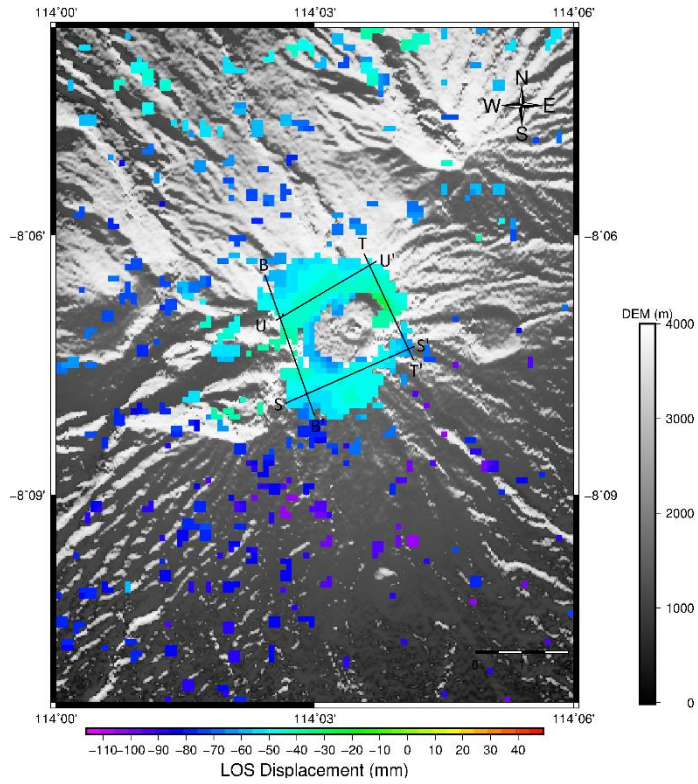 114˚00' 114˚03' 114˚06'
N
W E
S
−8˚06' −8˚06'
T
U'
B
U
DEM (m)
4000
3000
2000
1000
0
S'
T'
S
B'
−8˚09' −8˚09'
0 2
114˚00' 114˚03' 114˚06'
−110 −100 −90 −80 −70 −60 −50 −40 −30 −20 −10 0 10 20 30 40
LOS Displacement (mm)